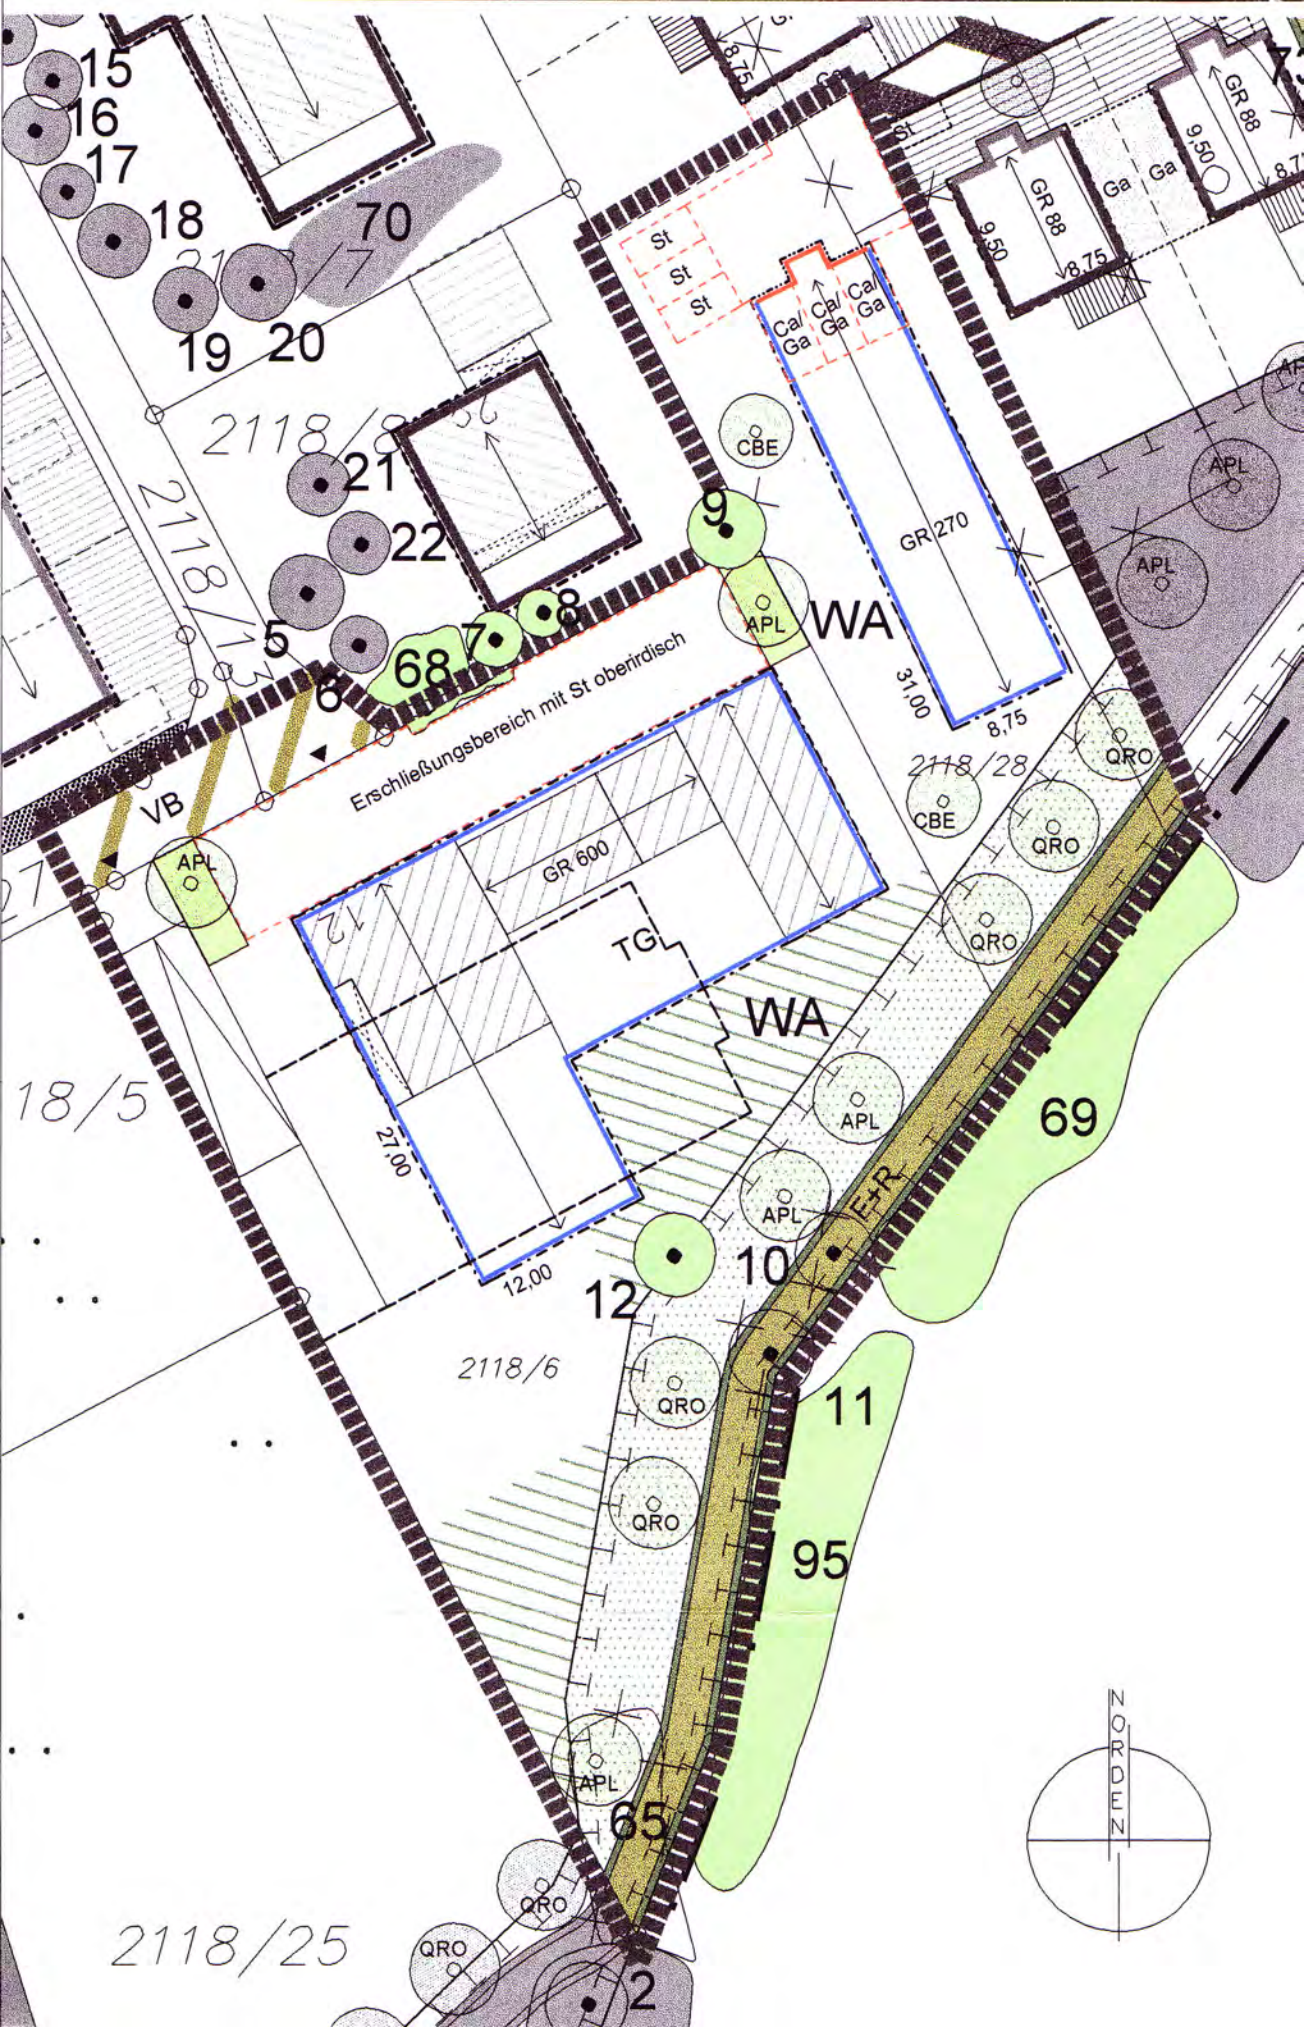 15
16
17
18
70
19
20
2118/8
21
22
2118/13
5
6
68
7
8
9
8,75
St
St
St
St
Ca/
Ga
Ca/
Ga
Ca/
Ga
GR 88
9,50
8,75
Ga
Ga
GR 88
9,50
CBE
GR 270
APL
APL
APL
WA
31,00
8,75
2118/28
CBE
QRO
QRO
QRO
Erschließungsbereich mit St oberirdisch
VB
APL
GR 600
12
TG
WA
18/5
27,00
12,00
APL
APL
69
E+R
10
12
2118/6
QRO
11
QRO
95
APL
65
NORDEN
QRO
2118/25
QRO
2